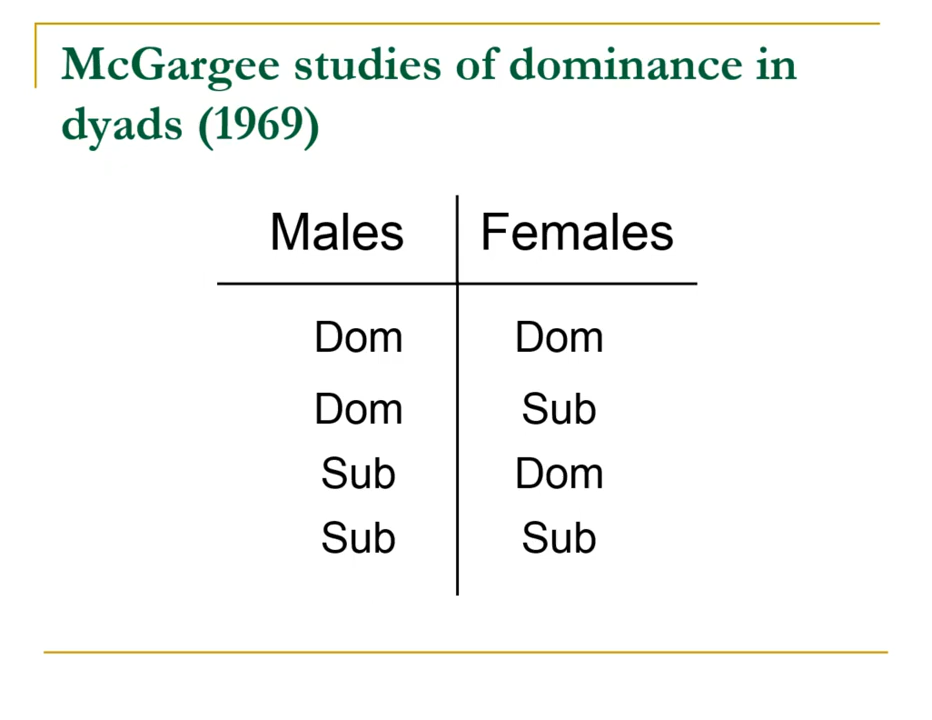 McGargee studies of dominance in
dyads (1969)
Males Females
Dom Dom
Dom Sub
Sub Dom
Sub Sub